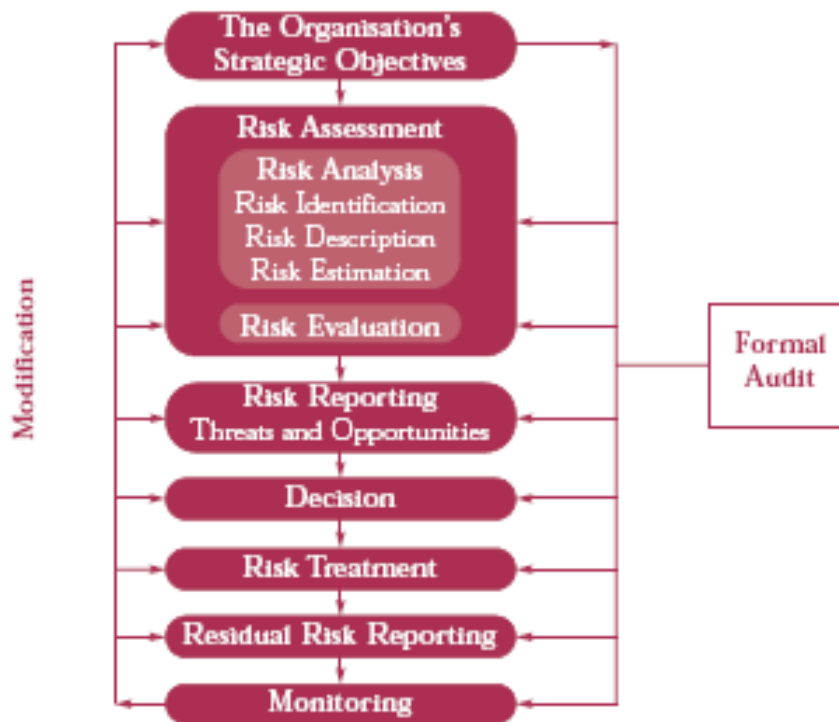 The Organisation's
Strategic Objectives
Risk Assessment
Risk Analysis
Risk Identification
Risk Description
Risk Estimation
Risk Evaluation
Risk Reporting
Threats and Opportunities
Decision
Risk Treatment
Residual Risk Reporting
Monitoring
Modification
Formal
Audit